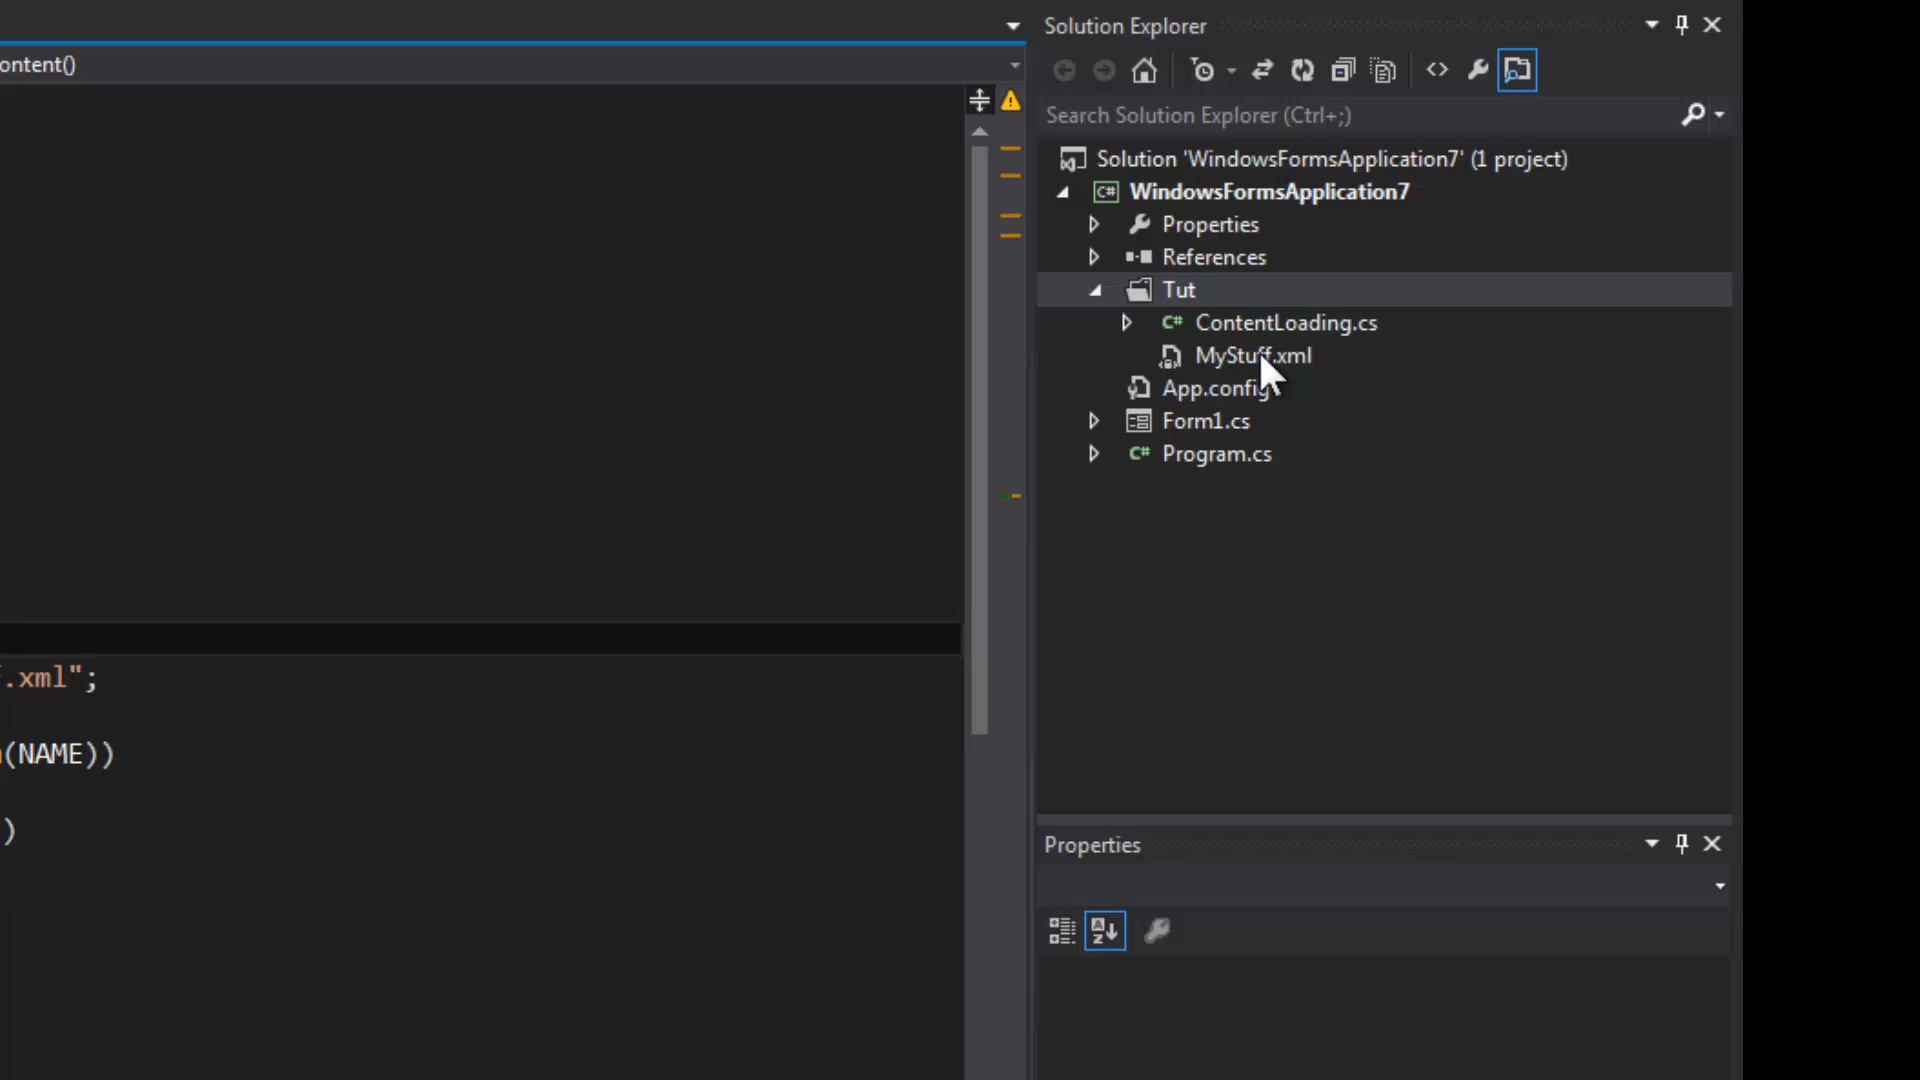 Solution Explorer
ontent()
Search Solution Explorer (Ctrl+;)
Solution 'WindowsFormsApplication7' (1 project)
C# WindowsFormsApplication7
Properties
References
Tut
C# ContentLoading.cs
MyStuff.xml
App.config
Form1.cs
C# Program.cs
.xml";
(NAME))
)
Properties